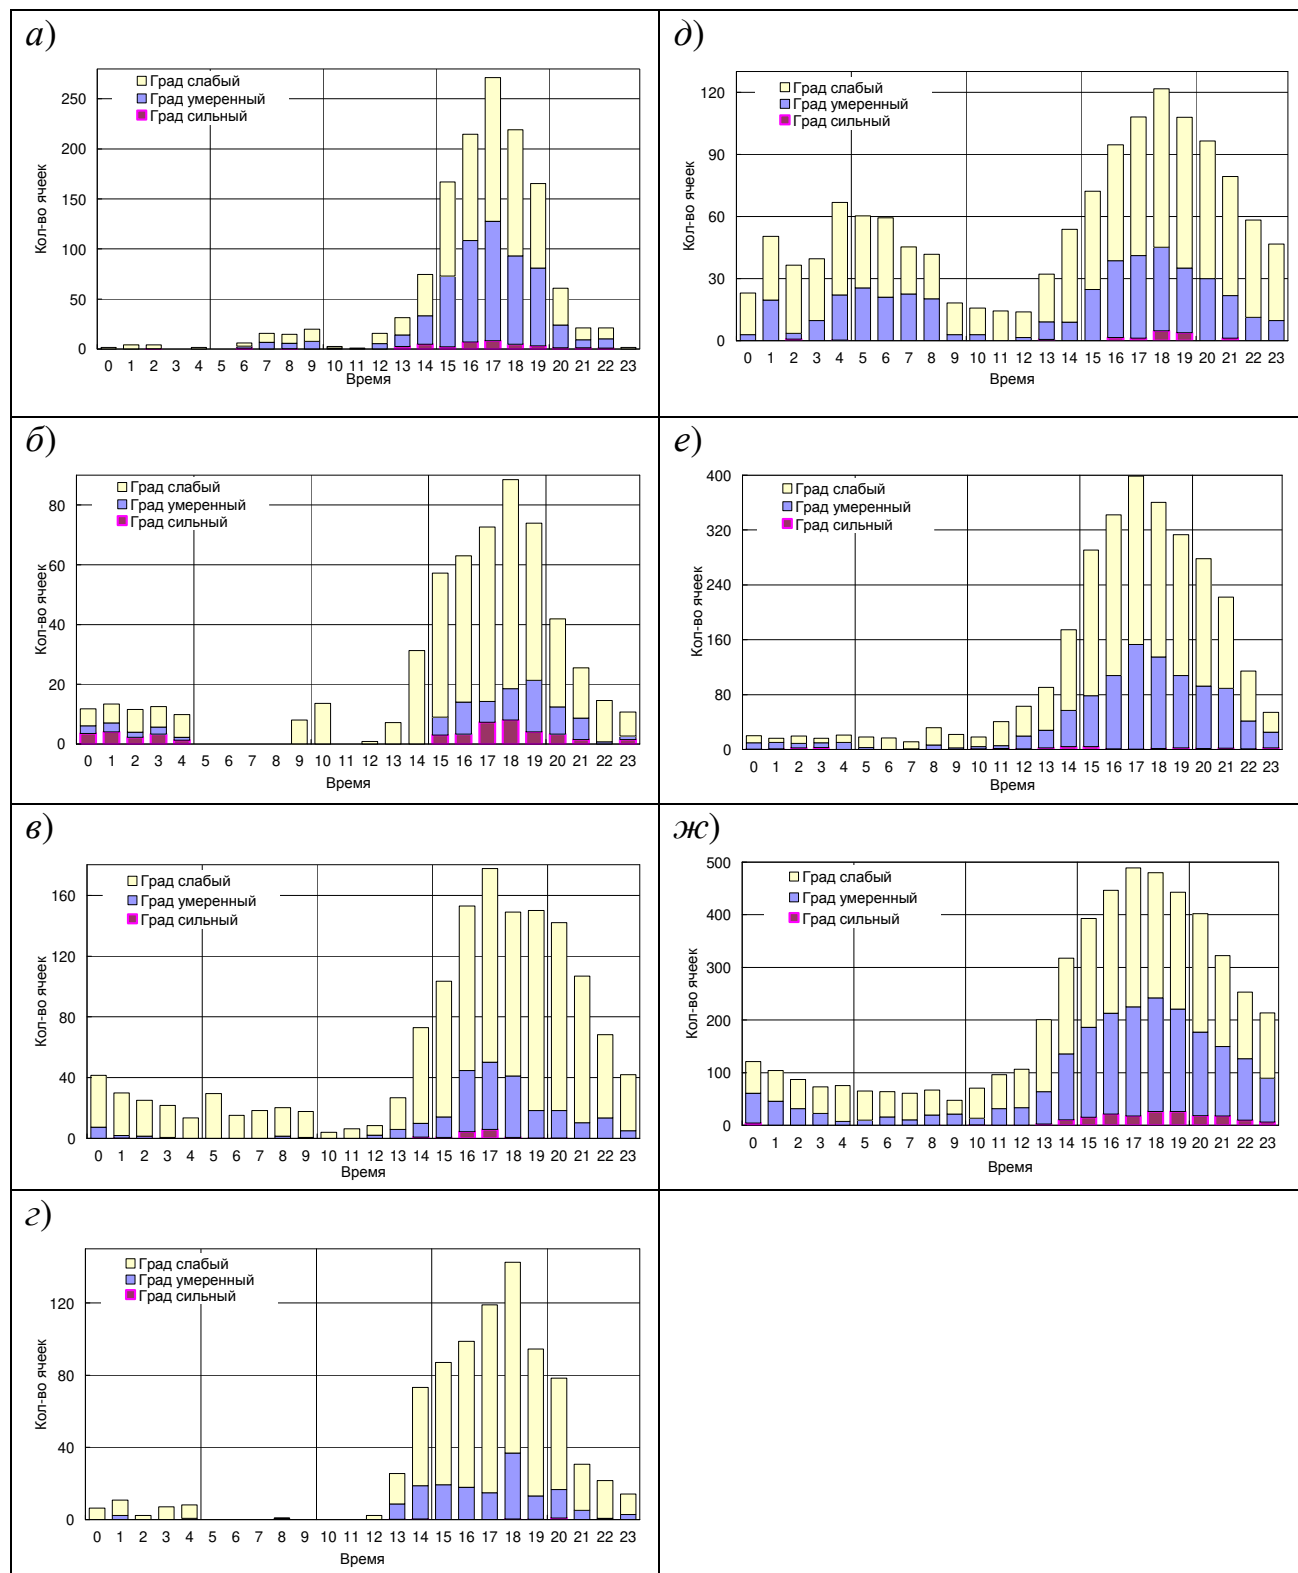 а)
Град слабый
Град умеренный
Град сильный
250
200
150
100
50
0
Кол-во ячеек
0 1 2 3 4 5 6 7 8 9 10 11 12 13 14 15 16 17 18 19 20 21 22 23
Время
д)
Град слабый
Град умеренный
Град сильный
120
90
60
30
0
Кол-во ячеек
0 1 2 3 4 5 6 7 8 9 10 11 12 13 14 15 16 17 18 19 20 21 22 23
Время
б)
Град слабый
Град умеренный
Град сильный
80
60
40
20
0
Кол-во ячеек
0 1 2 3 4 5 6 7 8 9 10 11 12 13 14 15 16 17 18 19 20 21 22 23
Время
е)
Град слабый
Град умеренный
Град сильный
400
320
240
160
80
0
Кол-во ячеек
0 1 2 3 4 5 6 7 8 9 10 11 12 13 14 15 16 17 18 19 20 21 22 23
Время
в)
Град слабый
Град умеренный
Град сильный
160
120
80
40
0
Кол-во ячеек
0 1 2 3 4 5 6 7 8 9 10 11 12 13 14 15 16 17 18 19 20 21 22 23
Время
ж)
Град слабый
Град умеренный
Град сильный
500
400
300
200
100
0
Кол-во ячеек
0 1 2 3 4 5 6 7 8 9 10 11 12 13 14 15 16 17 18 19 20 21 22 23
Время
г)
Град слабый
Град умеренный
Град сильный
120
80
40
0
Кол-во ячеек
0 1 2 3 4 5 6 7 8 9 10 11 12 13 14 15 16 17 18 19 20 21 22 23
Время